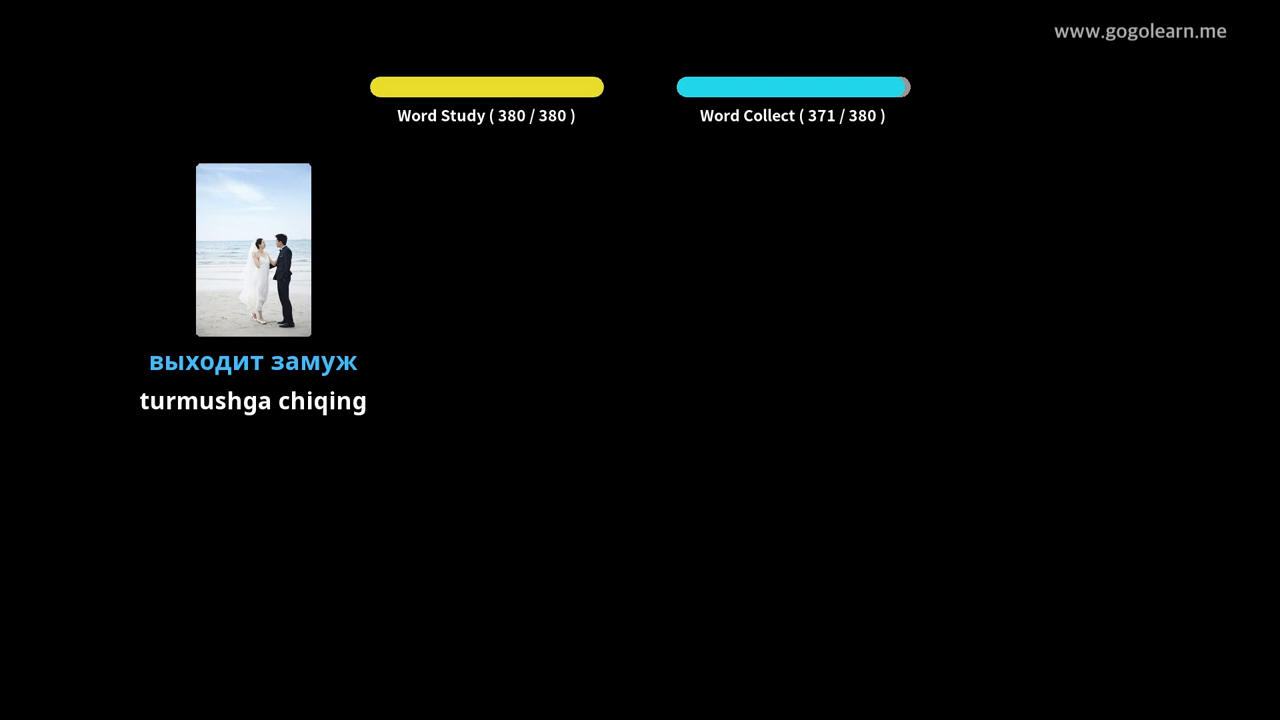 www.gogolearn.me
Word Study ( 380 / 380 )
Word Collect ( 371 / 380 )
выходит замуж
turmushga chiqing